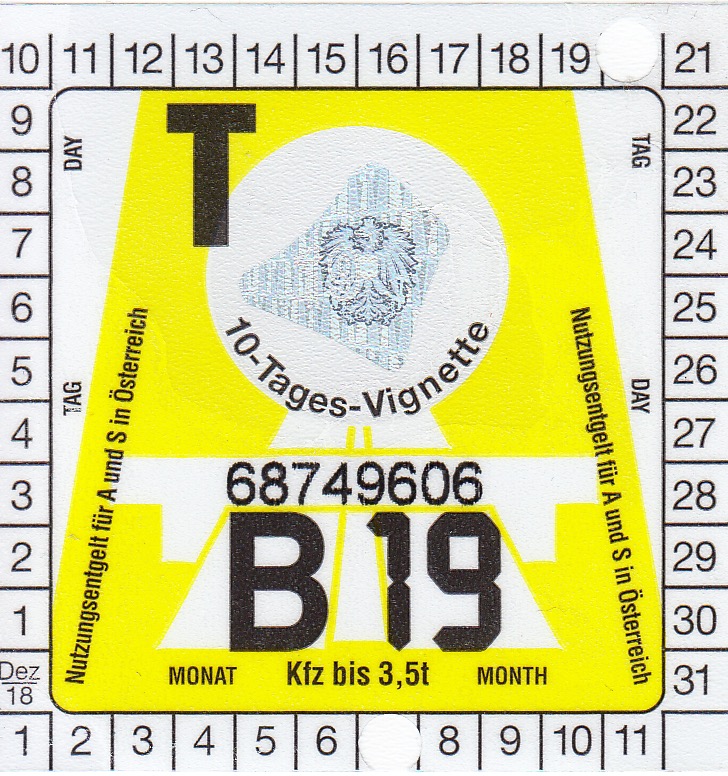 10 11 12 13 14 15 16 17 18 19 21
9 22
8 23
7 24
6 25
5 26
4 27
3 28
2 29
1 30
Dez 18 31
1 2 3 4 5 6 8 9 10 11
DAY
TAG
T
10-Tages-Vignette
TAG
DAY
Nutzungsentgelt für A und S in Österreich
Nutzungsentgelt für A und S in Österreich
68749606
B 19
MONAT Kfz bis 3,5t MONTH